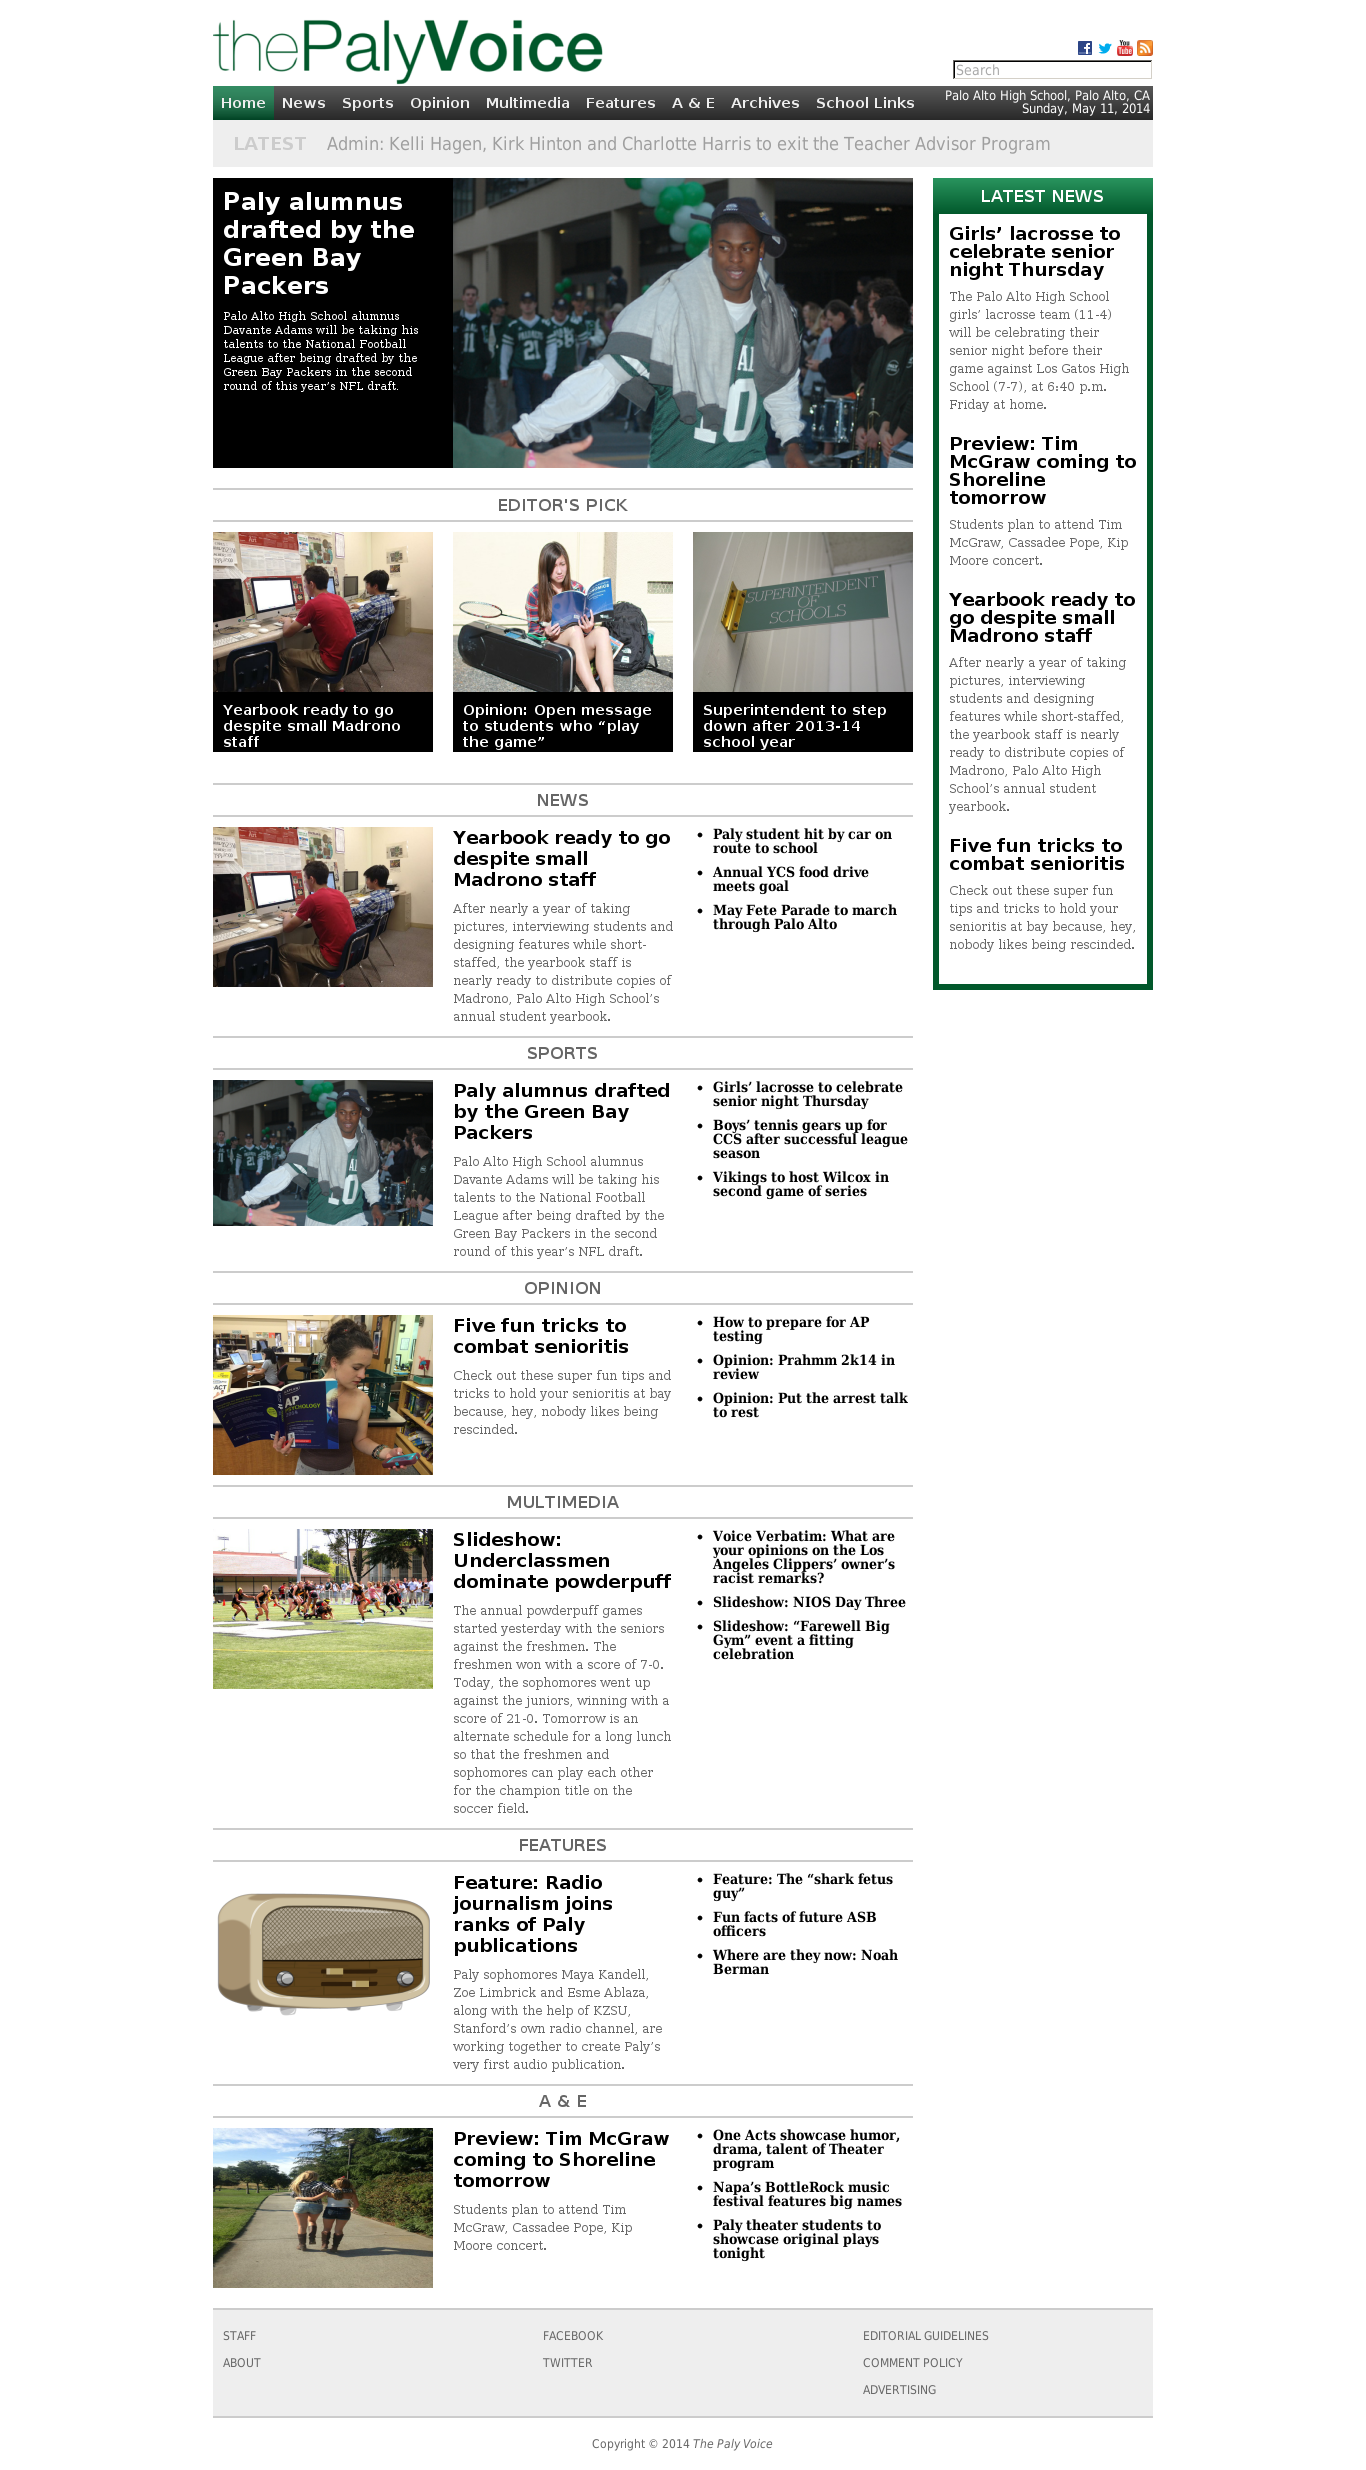 thePalyVoice
Search
Home News Sports Opinion Multimedia Features A & E Archives School Links
Palo Alto High School, Palo Alto, CA
Sunday, May 11, 2014
LATEST Admin: Kelli Hagen, Kirk Hinton and Charlotte Harris to exit the Teacher Advisor Program
Paly alumnus
drafted by the
Green Bay
Packers
Palo Alto High School alumnus
Davante Adams will be taking his
talents to the National Football
League after being drafted by the
Green Bay Packers in the second
round of this year’s NFL draft.
EDITOR'S PICK
SUPERINTENDENT
OF
SCHOOLS
Yearbook ready to go
despite small Madrono
staff
Opinion: Open message
to students who “play
the game”
Superintendent to step
down after 2013-14
school year
LATEST NEWS
Girls’ lacrosse to
celebrate senior
night Thursday
The Palo Alto High School
girls’ lacrosse team (11-4)
will be celebrating their
senior night before their
game against Los Gatos High
School (7-7), at 6:40 p.m.
Friday at home.
Preview: Tim
McGraw coming to
Shoreline
tomorrow
Students plan to attend Tim
McGraw, Cassadee Pope, Kip
Moore concert.
Yearbook ready to
go despite small
Madrono staff
After nearly a year of taking
pictures, interviewing
students and designing
features while short-staffed,
the yearbook staff is nearly
ready to distribute copies of
Madrono, Palo Alto High
School’s annual student
yearbook.
Five fun tricks to
combat senioritis
Check out these super fun
tips and tricks to hold your
senioritis at bay because, hey,
nobody likes being rescinded.
NEWS
Yearbook ready to go
despite small
Madrono staff
After nearly a year of taking
pictures, interviewing students and
designing features while short-
staffed, the yearbook staff is
nearly ready to distribute copies of
Madrono, Palo Alto High School’s
annual student yearbook.
Paly student hit by car on
route to school
Annual YCS food drive
meets goal
May Fete Parade to march
through Palo Alto
SPORTS
Paly alumnus drafted
by the Green Bay
Packers
Palo Alto High School alumnus
Davante Adams will be taking his
talents to the National Football
League after being drafted by the
Green Bay Packers in the second
round of this year’s NFL draft.
Girls’ lacrosse to celebrate
senior night Thursday
Boys’ tennis gears up for
CCS after successful league
season
Vikings to host Wilcox in
second game of series
OPINION
AP
PSYCHOLOGY
Five fun tricks to
combat senioritis
Check out these super fun tips and
tricks to hold your senioritis at bay
because, hey, nobody likes being
rescinded.
How to prepare for AP
testing
Opinion: Prahmm 2k14 in
review
Opinion: Put the arrest talk
to rest
MULTIMEDIA
Slideshow:
Underclassmen
dominate powderpuff
The annual powderpuff games
started yesterday with the seniors
against the freshmen. The
freshmen won with a score of 7-0.
Today, the sophomores went up
against the juniors, winning with a
score of 21-0. Tomorrow is an
alternate schedule for a long lunch
so that the freshmen and
sophomores can play each other
for the champion title on the
soccer field.
Voice Verbatim: What are
your opinions on the Los
Angeles Clippers’ owner’s
racist remarks?
Slideshow: NIOS Day Three
Slideshow: “Farewell Big
Gym” event a fitting
celebration
FEATURES
Feature: Radio
journalism joins
ranks of Paly
publications
Paly sophomores Maya Kandell,
Zoe Limbrick and Esme Ablaza,
along with the help of KZSU,
Stanford’s own radio channel, are
working together to create Paly’s
very first audio publication.
Feature: The “shark fetus
guy”
Fun facts of future ASB
officers
Where are they now: Noah
Berman
A & E
Preview: Tim McGraw
coming to Shoreline
tomorrow
Students plan to attend Tim
McGraw, Cassadee Pope, Kip
Moore concert.
One Acts showcase humor,
drama, talent of Theater
program
Napa’s BottleRock music
festival features big names
Paly theater students to
showcase original plays
tonight
STAFF
ABOUT
FACEBOOK
TWITTER
EDITORIAL GUIDELINES
COMMENT POLICY
ADVERTISING
Copyright © 2014 The Paly Voice